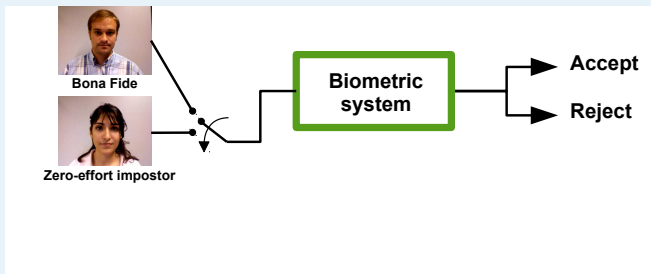 Bona Fide
Zero-effort impostor
Biometric
system
Accept
Reject